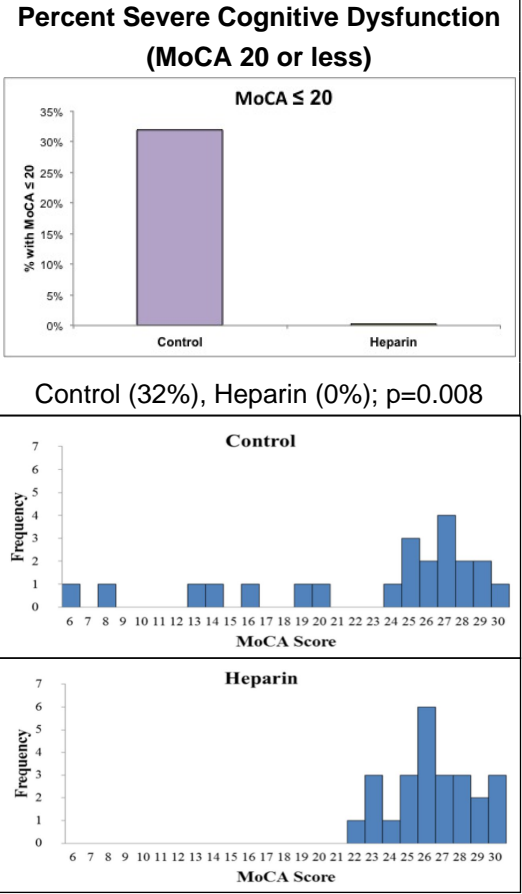 Percent Severe Cognitive Dysfunction
(MoCA 20 or less)
MoCA ≤ 20
35%
30%
25%
20%
15%
10%
5%
0%
% with MoCA ≤ 20
Control Heparin
Control (32%), Heparin (0%); p=0.008
Control
7
6
5
4
3
2
1
0
Frequency
6 7 8 9 10 11 12 13 14 15 16 17 18 19 20 21 22 23 24 25 26 27 28 29 30
MoCA Score
Heparin
7
6
5
4
3
2
1
0
Frequency
6 7 8 9 10 11 12 13 14 15 16 17 18 19 20 21 22 23 24 25 26 27 28 29 30
MoCA Score